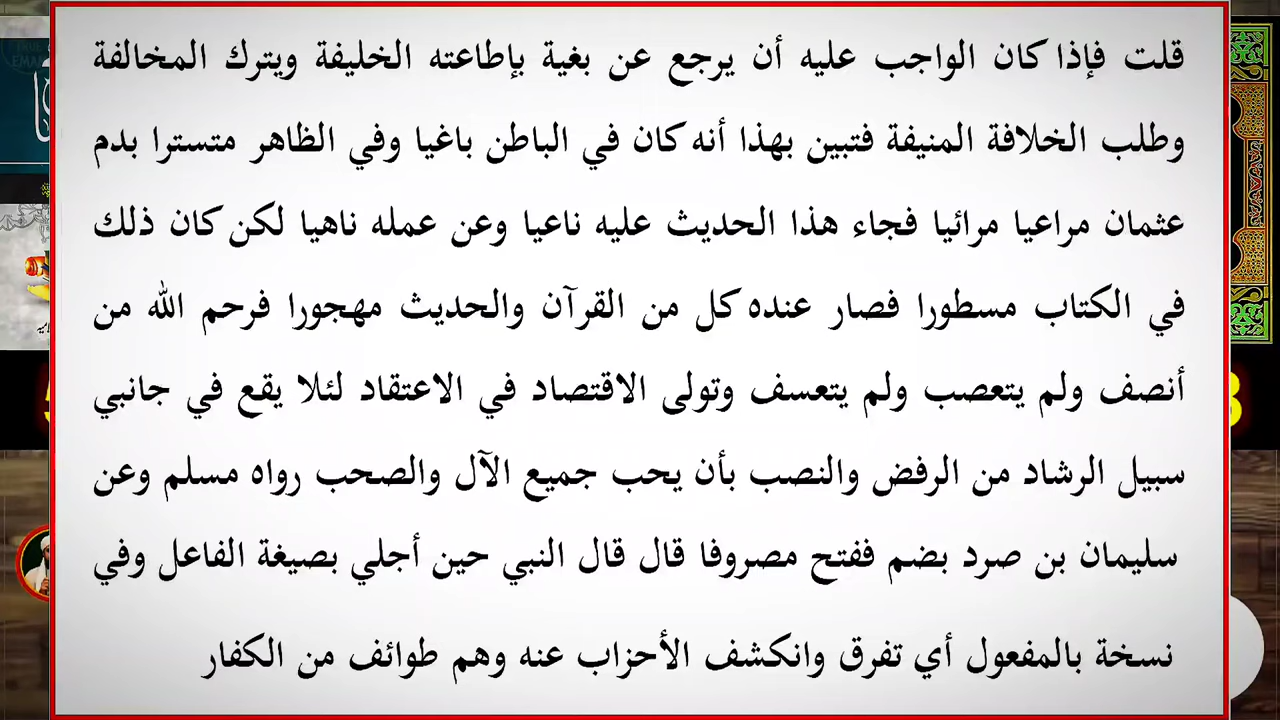 قلت فإذا كان الواجب عليه أن يرجع عن بغية بإطاعته الخليفة ويترك المخالفة
وطلب الخلافة المنيفة فتبين بهذا أنه كان في الباطن باغيا وفي الظاهر متسترا بدم
عثمان مراعيا مرائيا فجاء هذا الحديث عليه ناعيا وعن عمله ناهيا لكن كان ذلك
في الكتاب مسطورا فصار عنده كل من القرآن والحديث مهجورا فرحم الله من
أنصف ولم يتعصب ولم يتعسف وتولى الاقتصاد في الاعتقاد لئلا يقع في جانبي
سبيل الرشاد من الرفض والنصب بأن يحب جميع الآل والصحب رواه مسلم وعن
سليمان بن صرد بضم ففتح مصروفا قال قال النبي حين أجلي بصيغة الفاعل وفي
نسخة بالمفعول أي تفرق وانكشف الأحزاب عنه وهم طوائف من الكفار